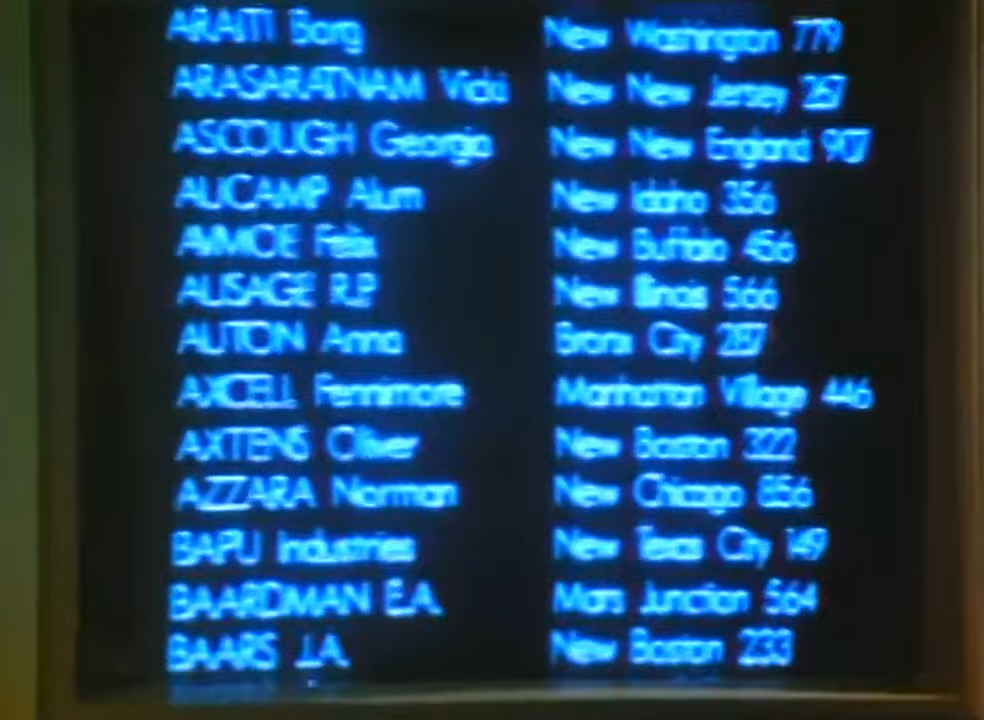 ARAITI Borg New Washington 779
ARASARATNAM Vicki New New Jersey 267
ASCOUGH Georgia New New England 907
AUCAMP Alum New Idaho 356
Felix New Buffalo 456
AUSAGE R.P New Illinois 566
AUTON Anna Bronx City 287
AXCELL Fennimore Manhattan Village 446
AXTENS Oliver New Boston 322
AZZARA Norman New Chicago 856
BAPU Industries New Texas City 149
BAARDMAN E.A. Mars Junction 564
BAARS J.A. New Boston 233